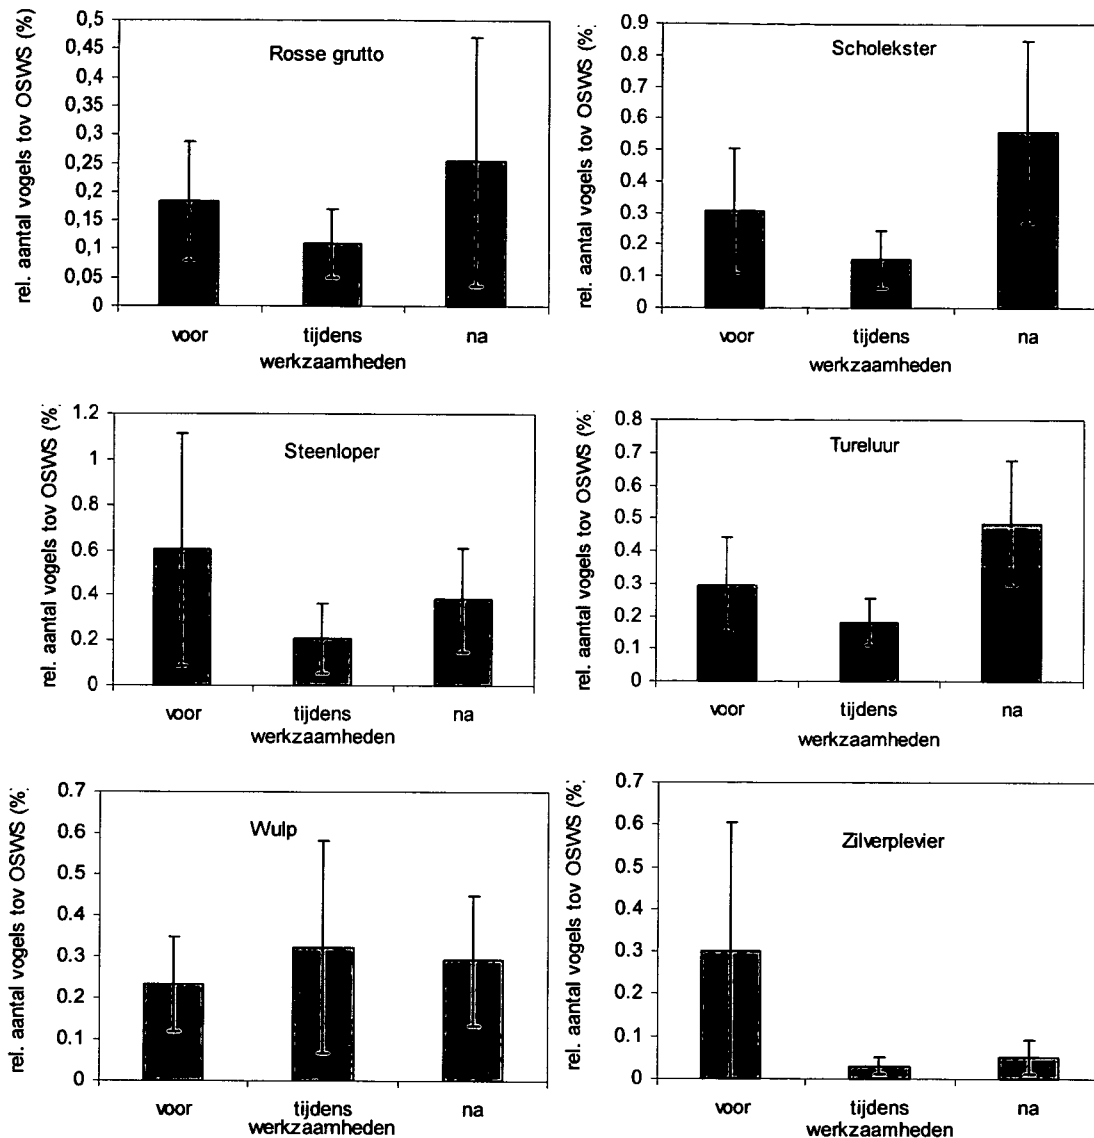 rel. aantal vogels tov OSWS (%)
Rosse grutto
0,5
0,45
0,4
0,35
0,3
0,25
0,2
0,15
0,1
0,05
0
voor tijdens na
werkzaamheden
rel. aantal vogels tov OSWS (%
Scholekster
0.9
0.8
0.7
0.6
0.5
0.4
0.3
0.2
0.1
0
voor tijdens na
werkzaamheden
rel. aantal vogels tov OSWS (%
Steenloper
1.2
1
0.8
0.6
0.4
0.2
0
voor tijdens na
werkzaamheden
rel. aantal vogels tov OSWS (%
Tureluur
0.8
0.7
0.6
0.5
0.4
0.3
0.2
0.1
0
voor tijdens na
werkzaamheden
rel. aantal vogels tov OSWS (%
Wulp
0.7
0.6
0.5
0.4
0.3
0.2
0.1
0
voor tijdens na
werkzaamheden
rel. aantal vogels tov OSWS (%
Zilverplevier
0.7
0.6
0.5
0.4
0.3
0.2
0.1
0
voor tijdens na
werkzaamheden